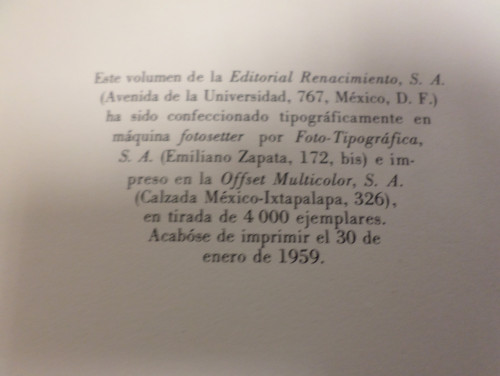 Este volumen de la Editorial Renacimiento, S. A.
(Avenida de la Universidad, 767, México, D. F.)
ha sido confeccionado tipográficamente en
máquina fotosetter por Foto-Tipográfica,
S. A. (Emiliano Zapata, 172, bis) e im-
preso en la Offset Multicolor, S. A.
(Calzada México-Ixtapalapa, 326),
en tirada de 4 000 ejemplares.
Acabóse de imprimir el 30 de
enero de 1959.